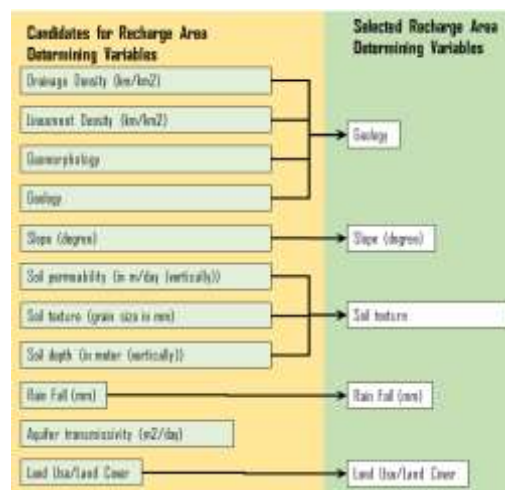 Candidates for Recharge Area
Determining Variables
Selected Recharge Area
Determining Variables
Drainage Density (km/km2)
Lineament Density (km/km2)
Geomorphology
Geology
Geology
Slope (degree)
Slope (degree)
Soil permeability (in m/day (vertically))
Soil texture (grain size in mm)
Soil texture
Soil depth (in meter (vertically))
Rain Fall (mm)
Rain Fall (mm)
Aquifer transmissivity (m2/day)
Land Use/land Cover
Land Use/land Cover